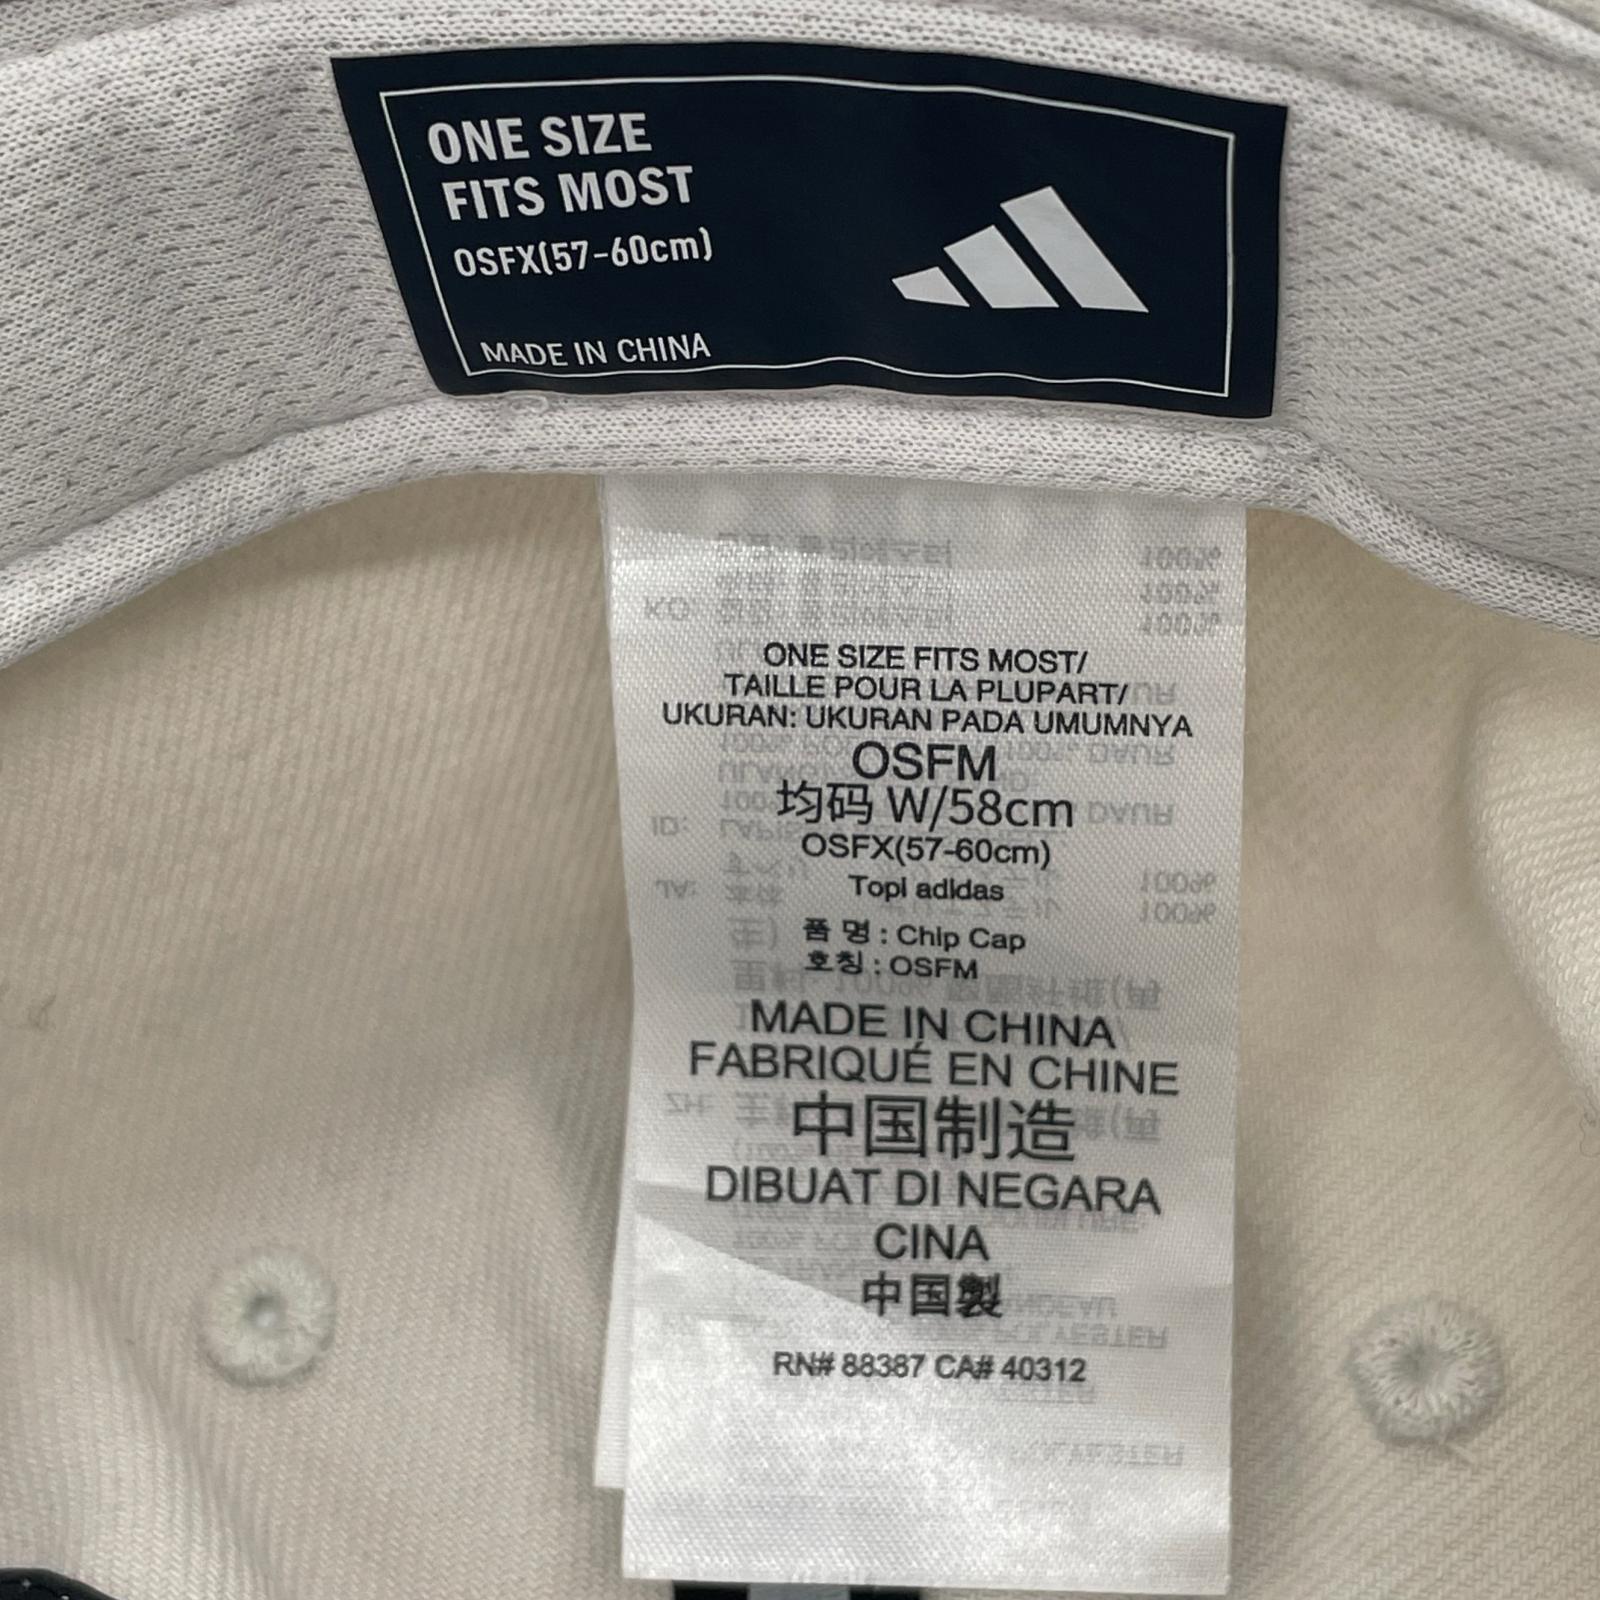 ONE SIZE
FITS MOST
OSFX(57-60cm)
MADE IN CHINA
ONE SIZE FITS MOST/
TAILLE POUR LA PLUPART/
UKURAN: UKURAN PADA UMUMNYA
OSFM
均码 W/58cm
OSFX(57-60cm)
Topi adidas
품 명 : Chip Cap
호칭 : OSFM
MADE IN CHINA
FABRIQUÉ EN CHINE
中国制造
DIBUAT DI NEGARA
CINA
中国製
RN# 88387 CA# 40312